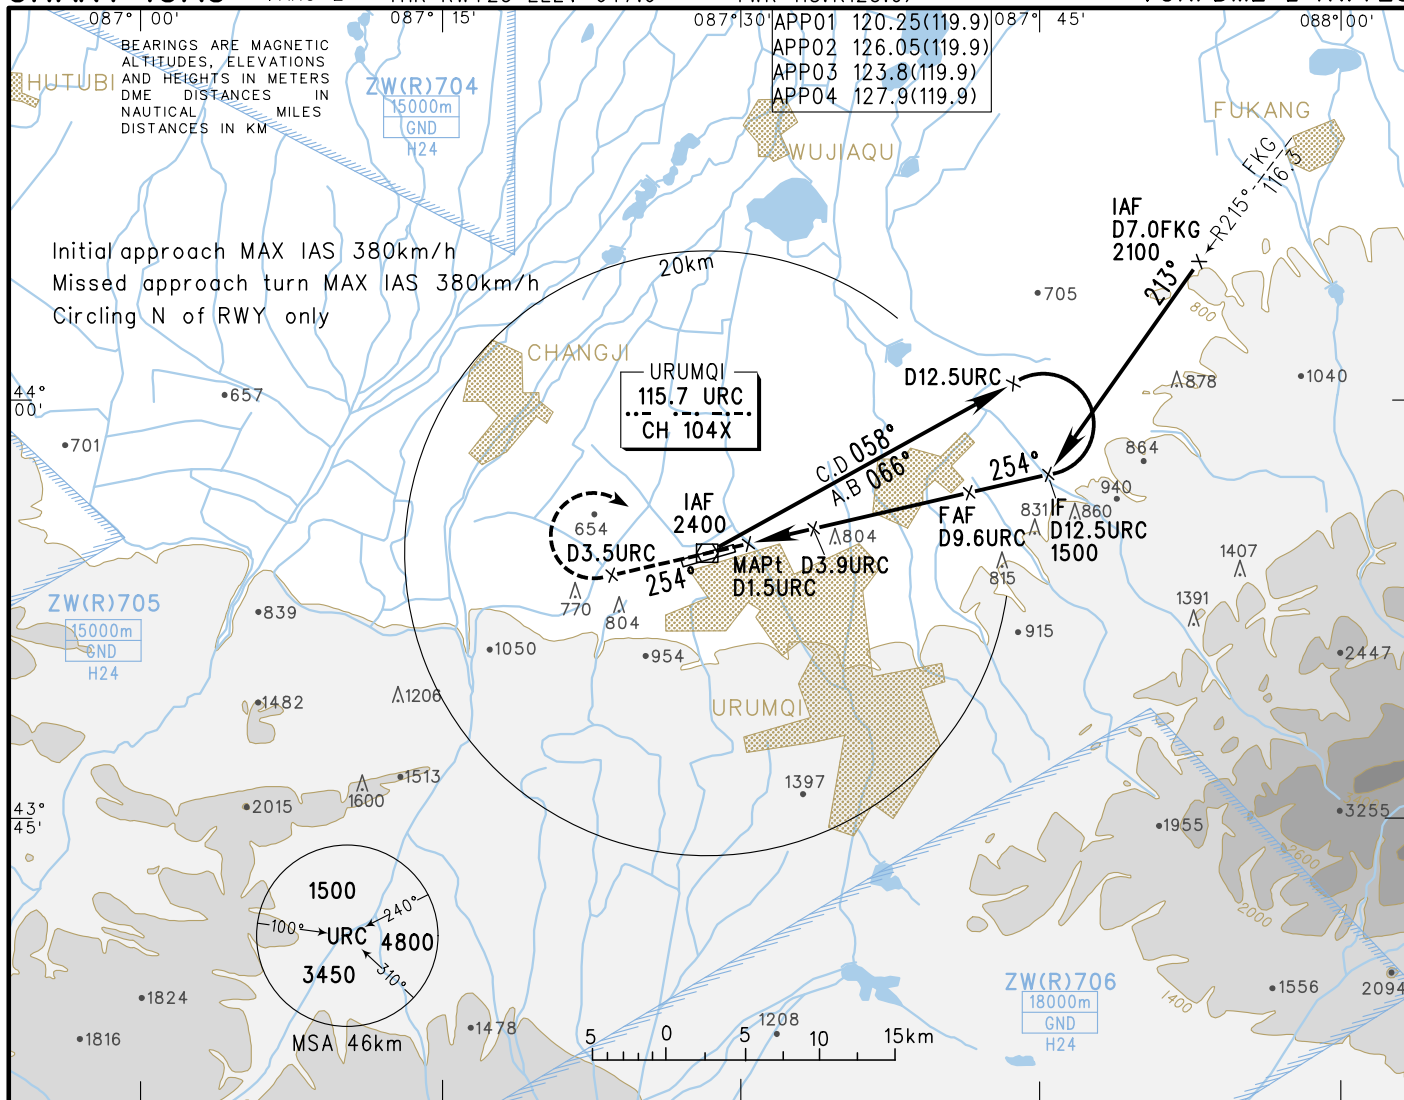 087° 00'
087° 15'
087° 30'
087° 45'
088° 00'
BEARINGS ARE MAGNETIC
ALTITUDES, ELEVATIONS
AND HEIGHTS IN METERS
DME DISTANCES IN
NAUTICAL MILES
DISTANCES IN KM
HUTUBI
ZW(R)704
15000m
GND
H24
APP01 120.25(119.9)
APP02 126.05(119.9)
APP03 123.8(119.9)
APP04 127.9(119.9)
WUJIAQU
FUKANG
FKG
116.3
R215°
IAF
D7.0FKG
2100
213°
Initial approach MAX IAS 380km/h
Missed approach turn MAX IAS 380km/h
Circling N of RWY only
20km
705
800
CHANGJI
URUMQI
115.7 URC
CH 104X
D12.5URC
878
1040
44°
00'
657
701
C.D 058°
A.B 066°
254°
864
940
860
831
IAF
2400
654
D3.5URC
254°
MAPt
D1.5URC
D3.9URC
804
FAF
D9.6URC
IF
D12.5URC
1500
815
1407
1391
770
804
ZW(R)705
15000m
GND
H24
839
1050
954
915
2447
1482
1206
URUMQI
1513
1600
2015
1397
43°
45'
1955
3255
2600
2000
1400
1500
100°
240°
URC
4800
3450
310°
MSA 46km
1824
1816
1478
1208
5 0 5 10 15km
ZW(R)706
18000m
GND
H24
1556
2094